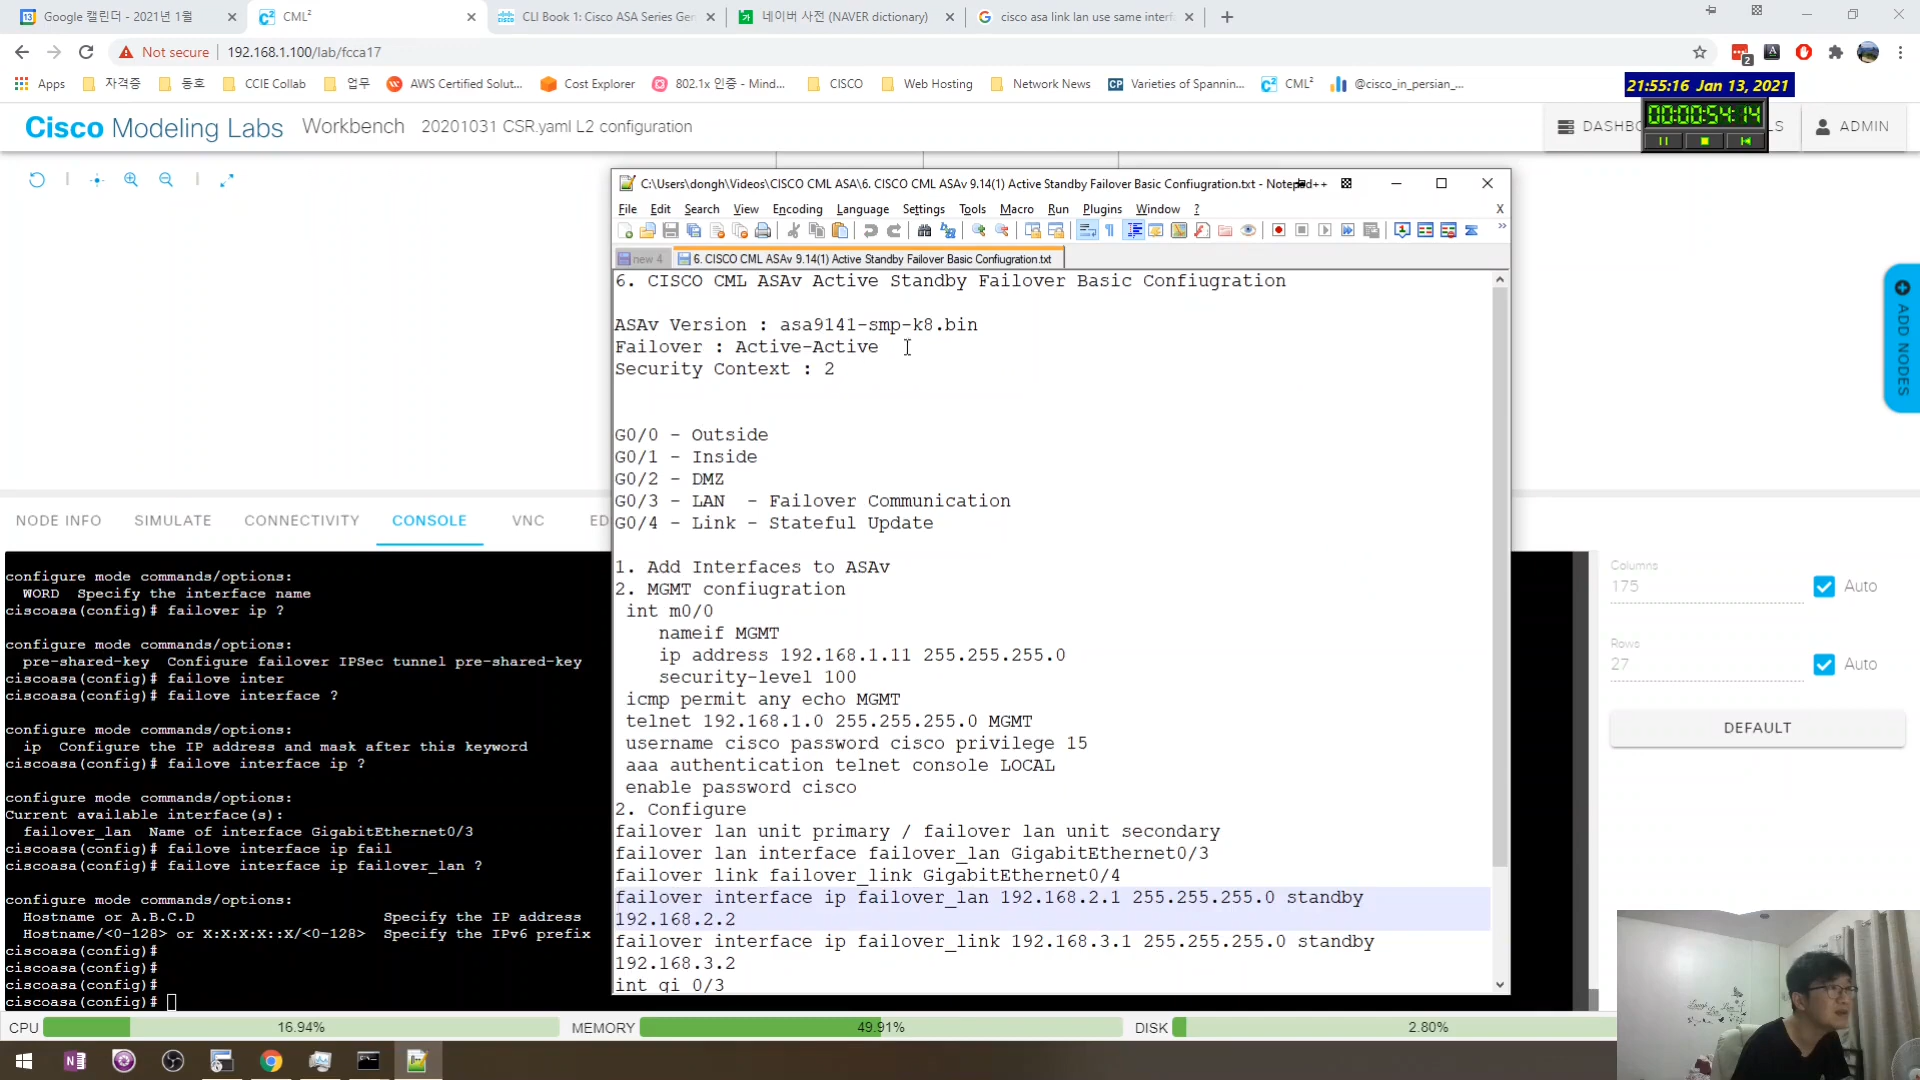 Google 캘린더 - 2021년 1월
CML²
CLI Book 1: Cisco ASA Series Gen
네이버 사전 (NAVER dictionary)
cisco asa link lan use same interf
Not secure
192.168.1.100/lab/fcca17
Apps
자격증
동호
CCIE Collab
업무
AWS Certified Solut...
Cost Explorer
802.1x 인증 - Mind...
CISCO
Web Hosting
Network News
Varieties of Spannin...
CML²
@cisco_in_persian_...
21:55:16 Jan 13, 2021
00:00:54:14
Cisco Modeling Labs
Workbench
20201031 CSR.yaml L2 configuration
DASHBO
LS
ADMIN
C:\Users\dongh\Videos\CISCO CML ASA\6. CISCO CML ASAv 9.14(1) Active Standby Failover Basic Confiugration.txt - Notepad++
File Edit Search View Encoding Language Settings Tools Macro Run Plugins Window ?
X
new 4
6. CISCO CML ASAv 9.14(1) Active Standby Failover Basic Confiugration.txt
6. CISCO CML ASAv Active Standby Failover Basic Confiugration
ASAv Version : asa9141-smp-k8.bin
Failover : Active-Active
Security Context : 2
G0/0 - Outside
G0/1 - Inside
G0/2 - DMZ
G0/3 - LAN - Failover Communication
G0/4 - Link - Stateful Update
1. Add Interfaces to ASAv
2. MGMT confiugration
int m0/0
nameif MGMT
ip address 192.168.1.11 255.255.255.0
security-level 100
icmp permit any echo MGMT
telnet 192.168.1.0 255.255.255.0 MGMT
username cisco password cisco privilege 15
aaa authentication telnet console LOCAL
enable password cisco
2. Configure
failover lan unit primary / failover lan unit secondary
failover lan interface failover_lan GigabitEthernet0/3
failover link failover_link GigabitEthernet0/4
failover interface ip failover_lan 192.168.2.1 255.255.255.0 standby
192.168.2.2
failover interface ip failover_link 192.168.3.1 255.255.255.0 standby
192.168.3.2
int gi 0/3
ADD NODES
NODE INFO
SIMULATE
CONNECTIVITY
CONSOLE
VNC
ED
configure mode commands/options:
WORD Specify the interface name
ciscoasa(config)# failover ip ?
configure mode commands/options:
pre-shared-key Configure failover IPSec tunnel pre-shared-key
ciscoasa(config)# failove inter
ciscoasa(config)# failove interface ?
configure mode commands/options:
ip Configure the IP address and mask after this keyword
ciscoasa(config)# failove interface ip ?
configure mode commands/options:
Current available interface(s):
failover_lan Name of interface GigabitEthernet0/3
ciscoasa(config)# failove interface ip fail
ciscoasa(config)# failove interface ip failover_lan ?
configure mode commands/options:
Hostname or A.B.C.D Specify the IP address
Hostname/<0-128> or X:X:X:X::X/<0-128> Specify the IPv6 prefix
ciscoasa(config)#
ciscoasa(config)#
ciscoasa(config)#
ciscoasa(config)#
Columns
175
Auto
Rows
27
Auto
DEFAULT
CPU
16.94%
MEMORY
49.91%
DISK
2.80%